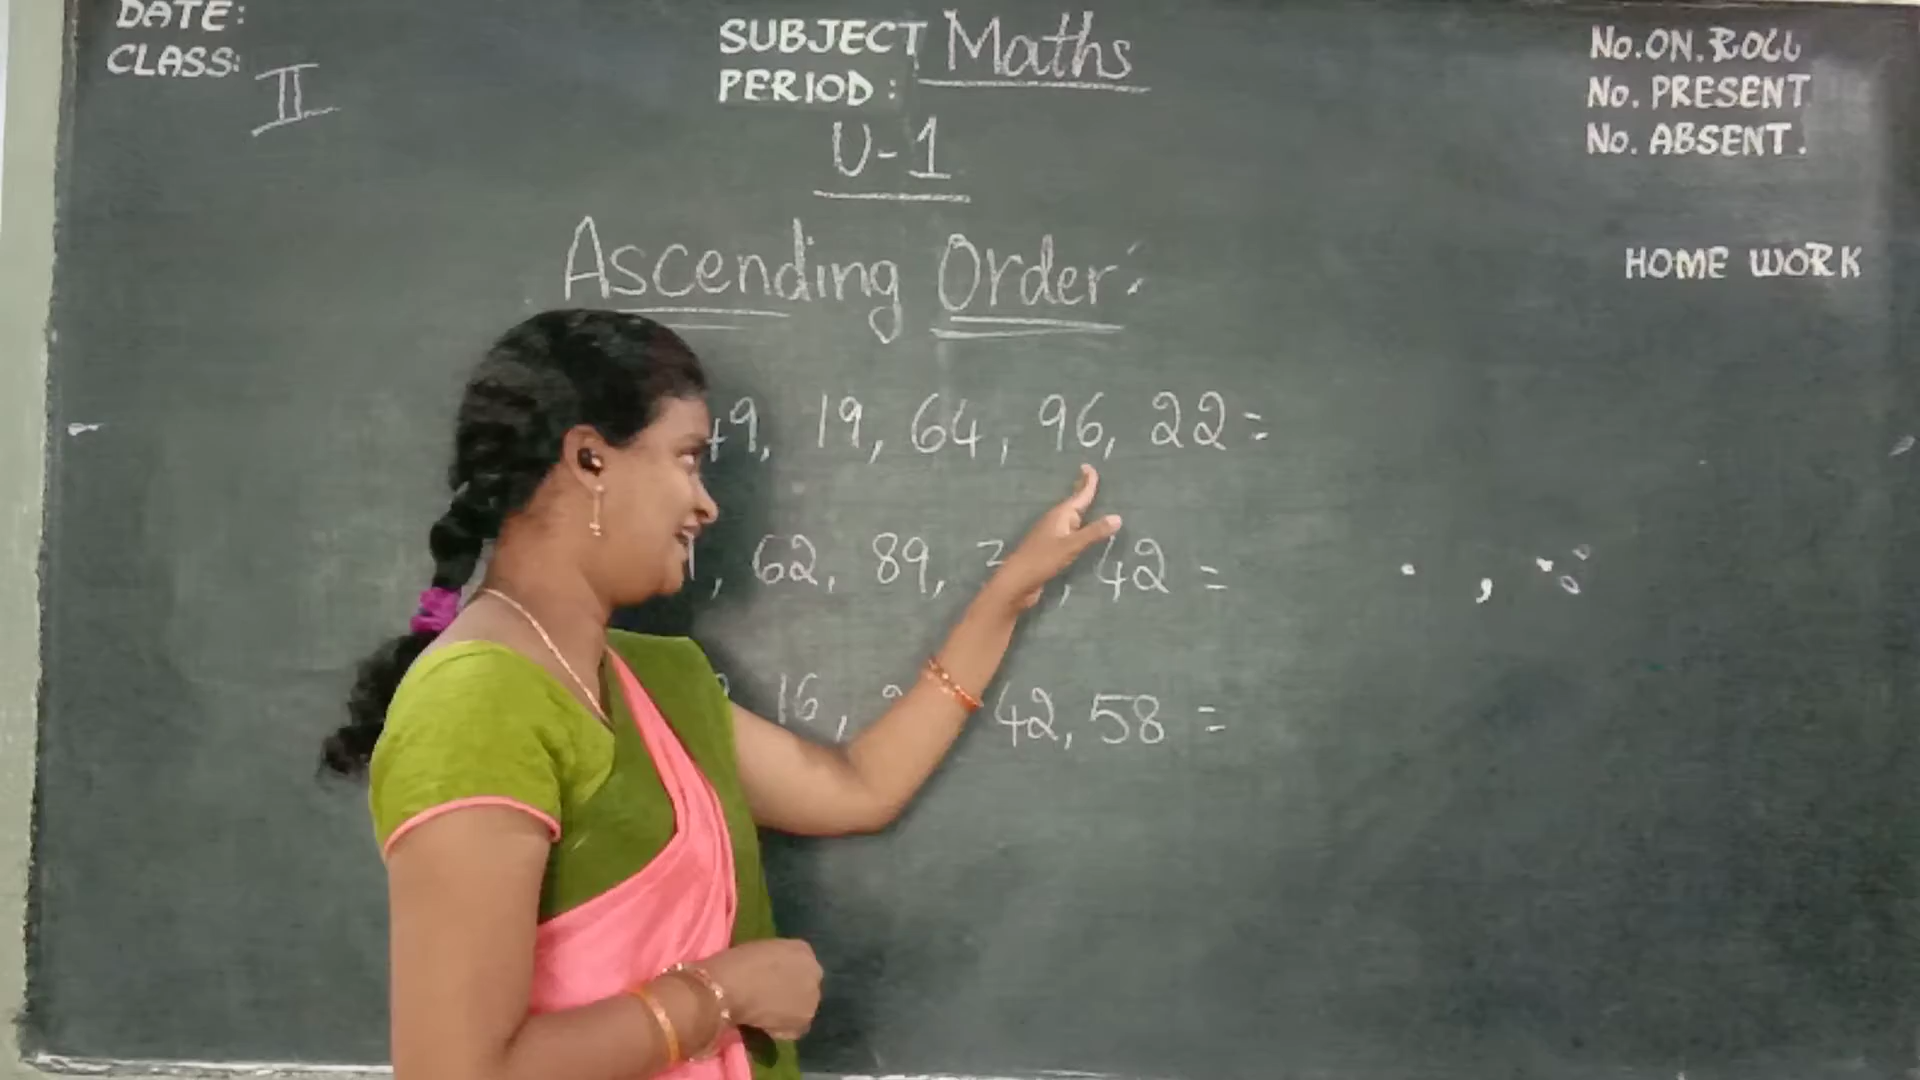 DATE:
CLASS: II
SUBJECT Maths
PERIOD:
No.ON.ROLL
No. PRESENT
No. ABSENT.
U-1
HOME WORK
Ascending Order:
49, 19, 64, 96, 22 =
62, 89, 42 =
16, 42, 58 =